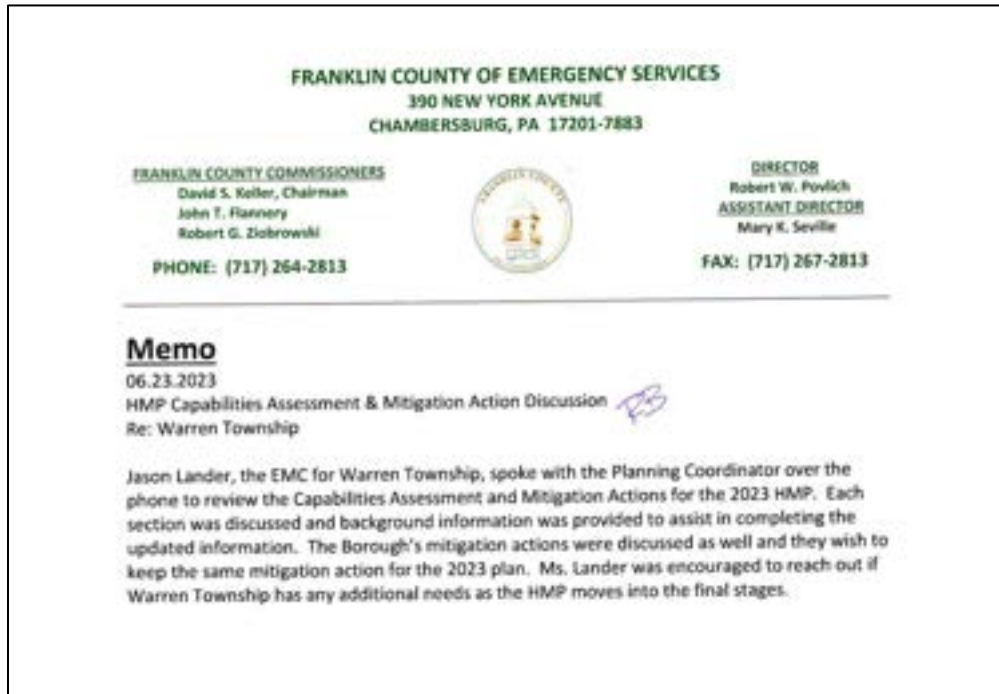 FRANKLIN COUNTY OF EMERGENCY SERVICES
390 NEW YORK AVENUE
CHAMBERSBURG, PA 17201-7883
FRANKLIN COUNTY COMMISSIONERS
David S. Keller, Chairman
John T. Flannery
Robert G. Ziobrowski
PHONE: (717) 264-2813
FRANKLIN COUNTY
DIRECTOR
Robert W. Povlich
ASSISTANT DIRECTOR
Mary K. Seville
FAX: (717) 267-2813
Memo
06.23.2023
HMP Capabilities Assessment & Mitigation Action Discussion
Re: Warren Township
Jason Lander, the EMC for Warren Township, spoke with the Planning Coordinator over the
phone to review the Capabilities Assessment and Mitigation Actions for the 2023 HMP. Each
section was discussed and background information was provided to assist in completing the
updated information. The Borough's mitigation actions were discussed as well and they wish to
keep the same mitigation action for the 2023 plan. Ms. Lander was encouraged to reach out if
Warren Township has any additional needs as the HMP moves into the final stages.